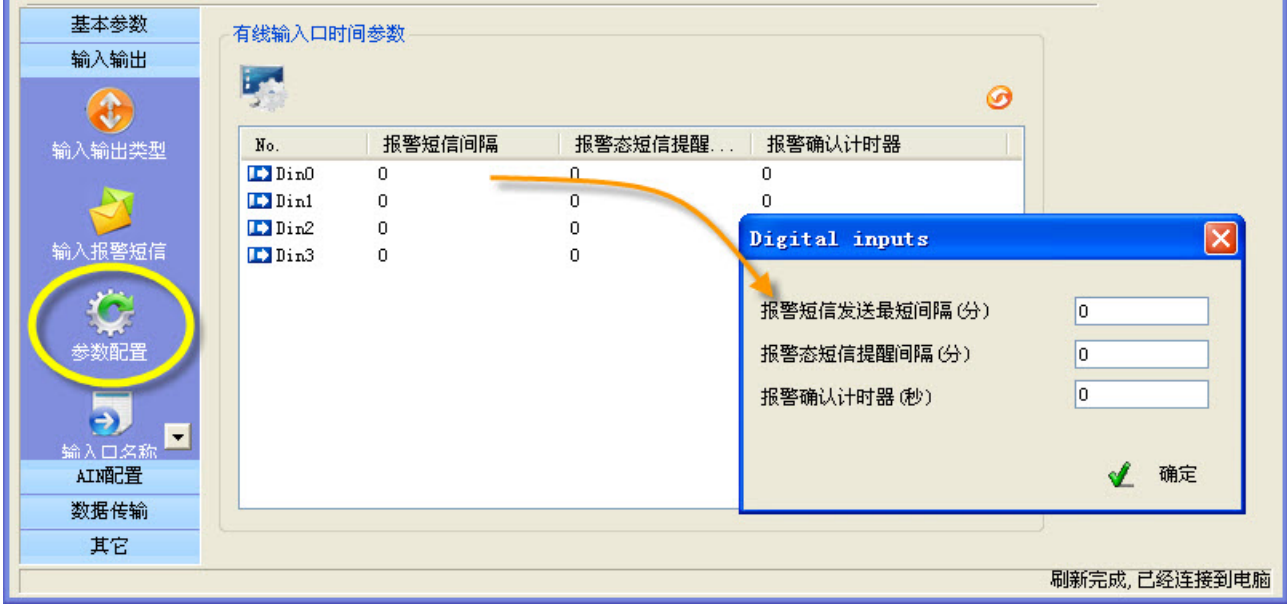 基本参数
输入输出
输入输出类型
输入报警短信
参数配置
输入口名称
AIN配置
数据传输
其它
有线输入口时间参数
No. 报警短信间隔 报警态短信提醒... 报警确认计时器
Din0 0 0 0
Din1 0 0 0
Din2 0 0
Din3 0 0
Digital inputs
报警短信发送最短间隔(分) 0
报警态短信提醒间隔(分) 0
报警确认计时器(秒) 0
确定
刷新完成,已经连接到电脑